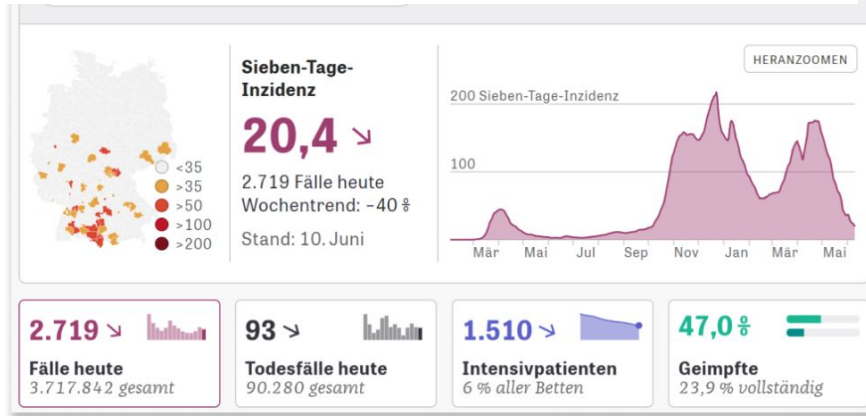 Sieben-Tage-
Inzidenz
20,4 ↘
2.719 Fälle heute
Wochentrend: −40 %
Stand: 10. Juni
<35
>35
>50
>100
>200
HERANZOOMEN
200 Sieben-Tage-Inzidenz
100
Mär Mai Jul Sep Nov Jan Mär Mai
2.719 ↘
Fälle heute
3.717.842 gesamt
93 ↘
Todesfälle heute
90.280 gesamt
1.510 ↘
Intensivpatienten
6 % aller Betten
47,0 %
Geimpfte
23,9 % vollständig